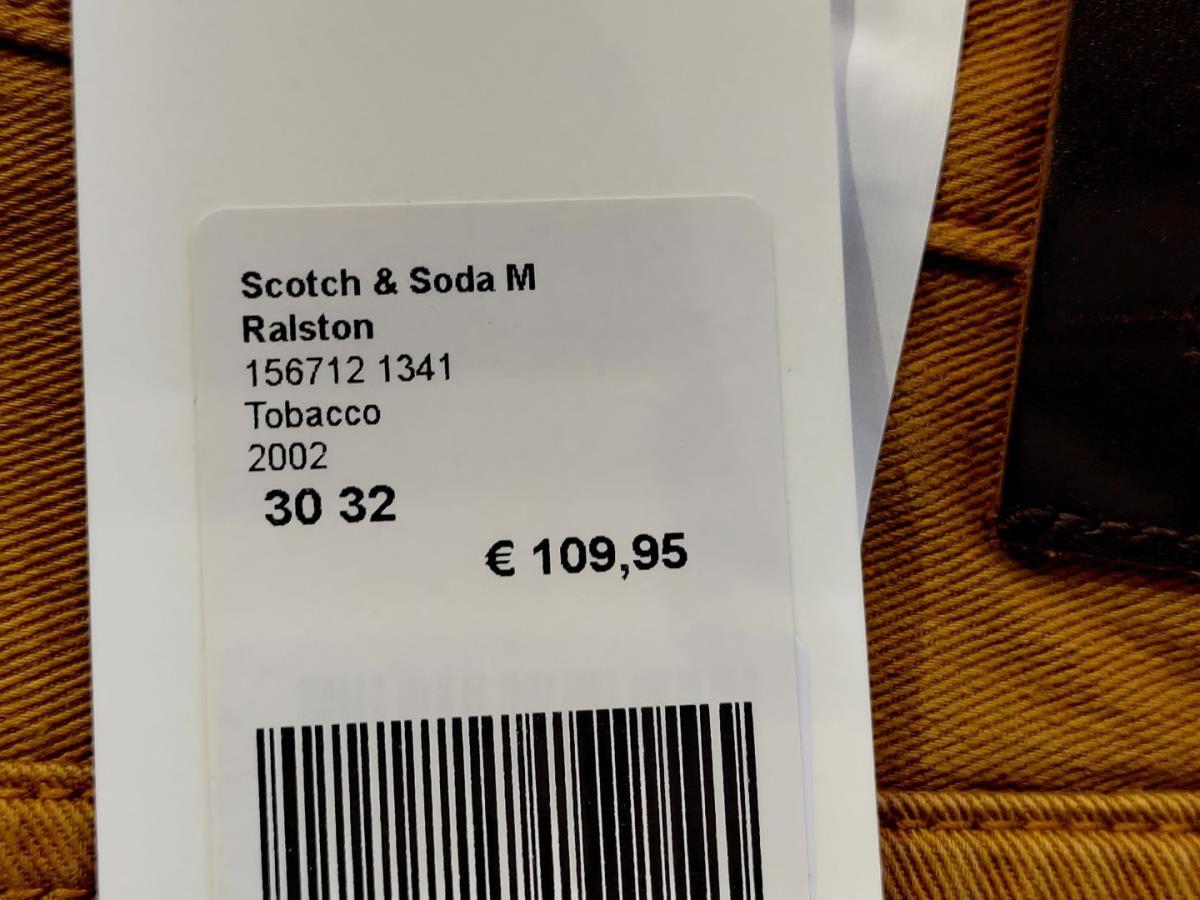 Scotch & Soda M
Ralston
156712 1341
Tobacco
2002
30 32
€ 109,95